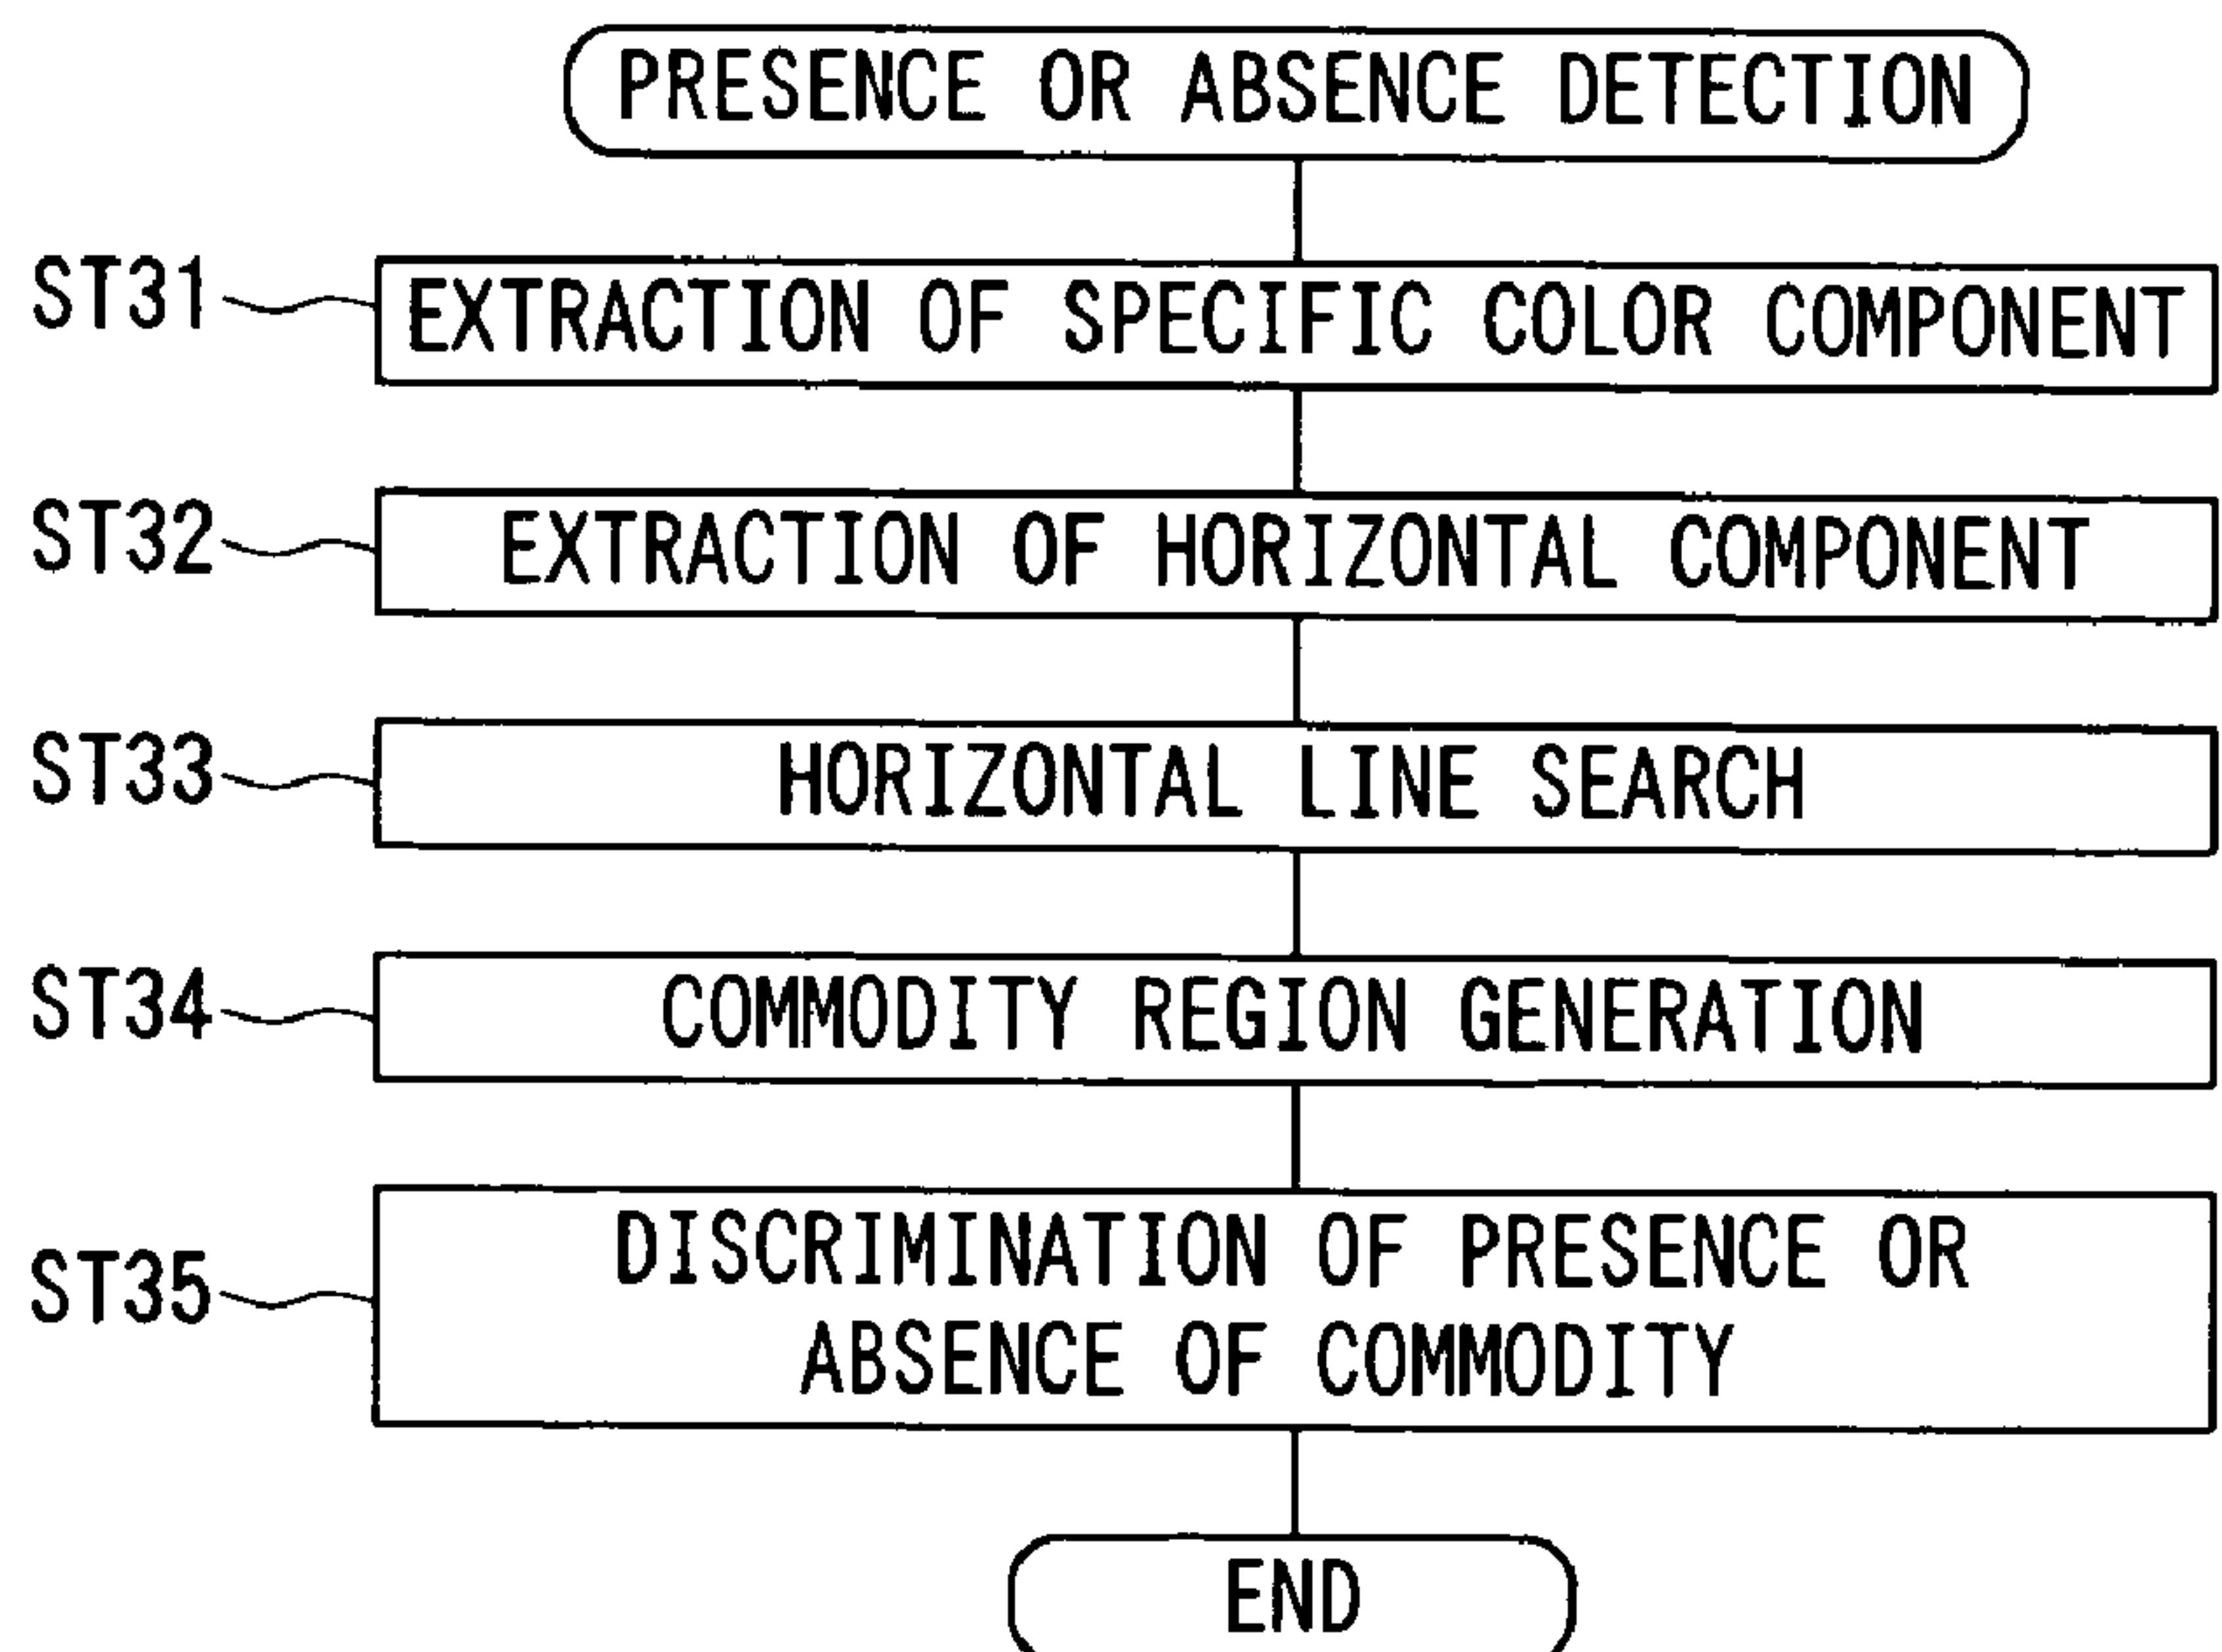 PRESENCE OR ABSENCE DETECTION
ST31
EXTRACTION OF SPECIFIC COLOR COMPONENT
ST32
EXTRACTION OF HORIZONTAL COMPONENT
ST33
HORIZONTAL LINE SEARCH
ST34
COMMODITY REGION GENERATION
ST35
DISCRIMINATION OF PRESENCE OR
ABSENCE OF COMMODITY
END